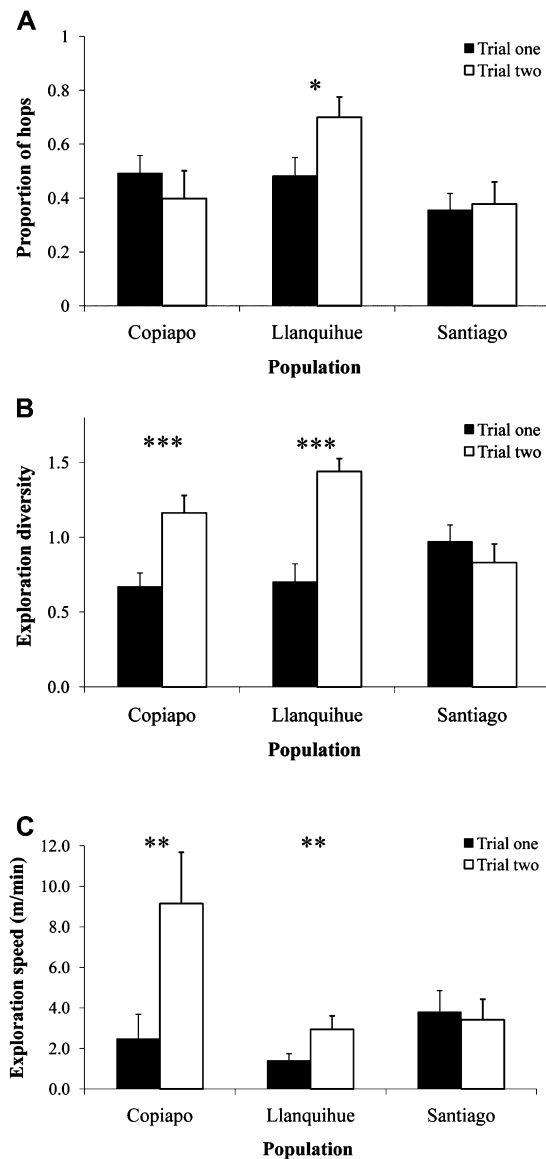 A
1
Trial one
Trial two
*
0.8
0.6
0.4
0.2
0
Proportion of hops
Copiapo Llanquihue Santiago
Population
B
Trial one
Trial two
*** ***
1.5
1.0
0.5
0.0
Exploration diversity
Copiapo Llanquihue Santiago
Population
C
12.0
** **
Trial one
Trial two
10.0
8.0
6.0
4.0
2.0
0.0
Exploration speed (m/min)
Copiapo Llanquihue Santiago
Population